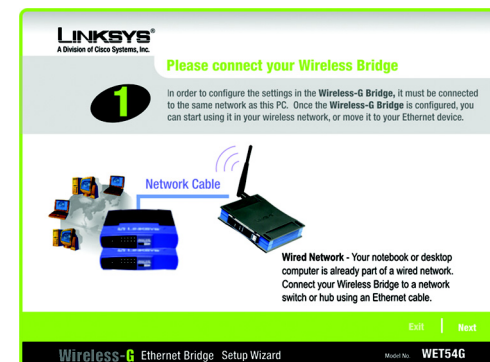 LINKSYS®
A Division of Cisco Systems, Inc.
Please connect your Wireless Bridge
1
In order to configure the settings in the Wireless-G Bridge, it must be connected
to the same network as this PC. Once the Wireless-G Bridge is configured, you
can start using it in your wireless network, or move it to your Ethernet device.
Network Cable
Wired Network - Your notebook or desktop
computer is already part of a wired network.
Connect your Wireless Bridge to a network
switch or hub using an Ethernet cable.
Exit Next
Wireless-G Ethernet Bridge Setup Wizard Model No. WET54G